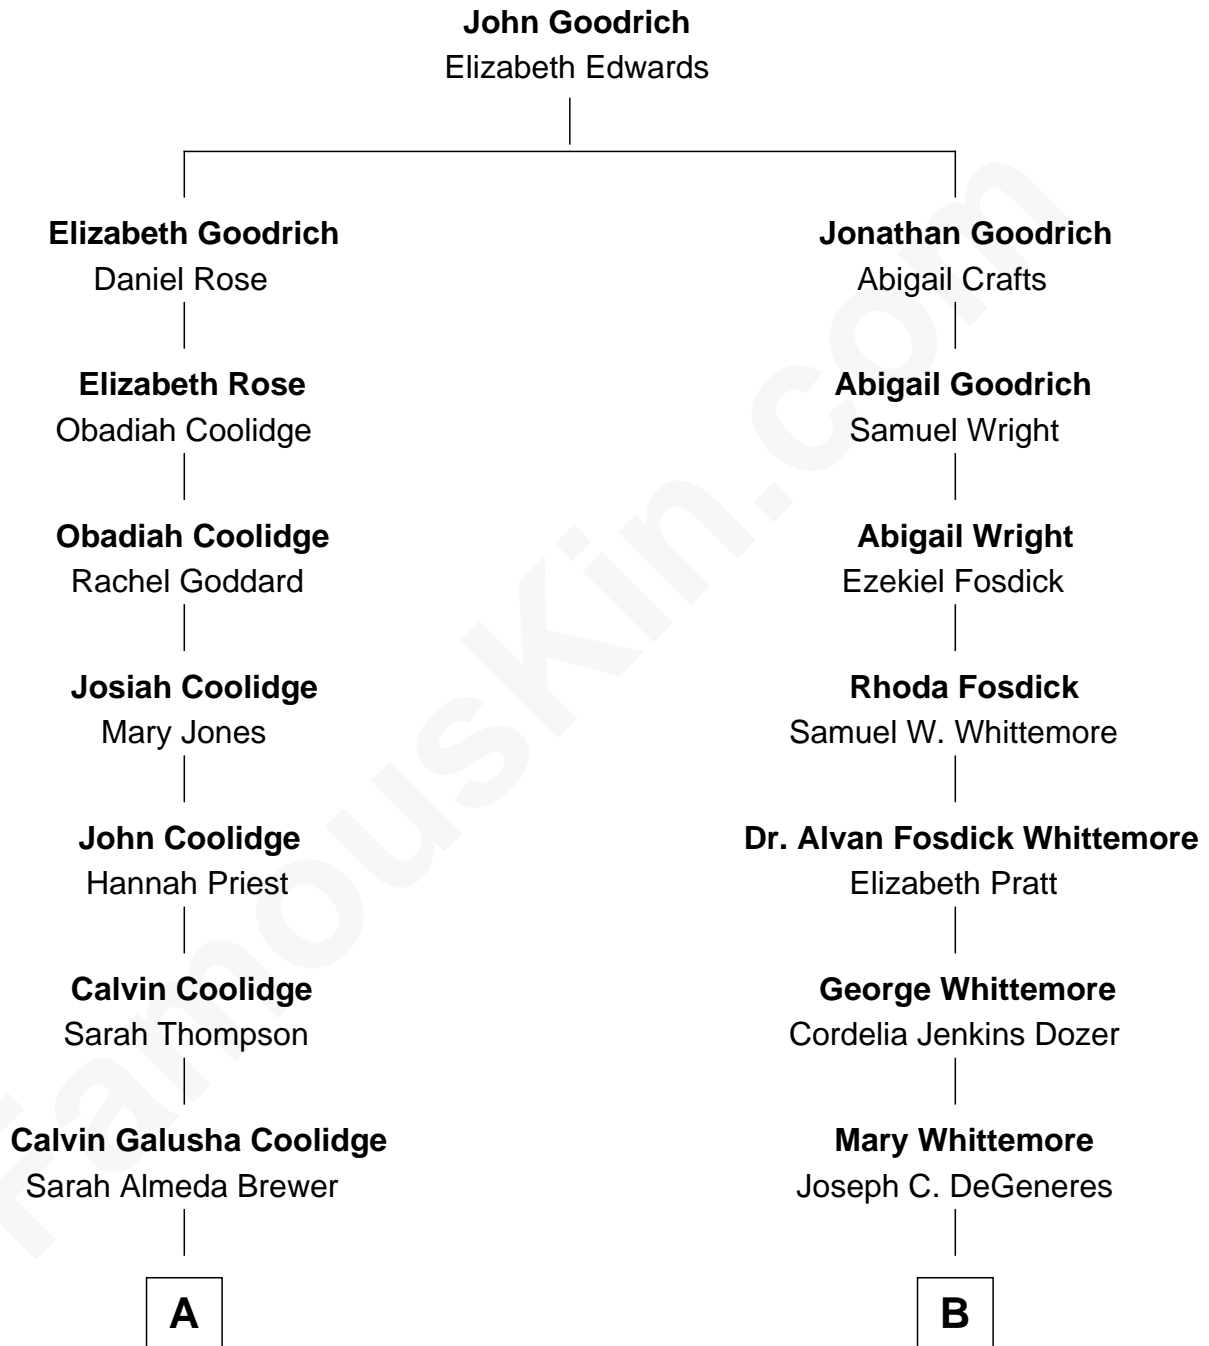 John Goodrich
Elizabeth Edwards
Elizabeth Goodrich
Daniel Rose
Jonathan Goodrich
Abigail Crafts
Elizabeth Rose
Obadiah Coolidge
Abigail Goodrich
Samuel Wright
Obadiah Coolidge
Rachel Goddard
Abigail Wright
Ezekiel Fosdick
Josiah Coolidge
Mary Jones
Rhoda Fosdick
Samuel W. Whittemore
John Coolidge
Hannah Priest
Dr. Alvan Fosdick Whittemore
Elizabeth Pratt
Calvin Coolidge
Sarah Thompson
George Whittemore
Cordelia Jenkins Dozer
Calvin Galusha Coolidge
Sarah Almeda Brewer
Mary Whittemore
Joseph C. DeGeneres
A
B
FamousKin.com